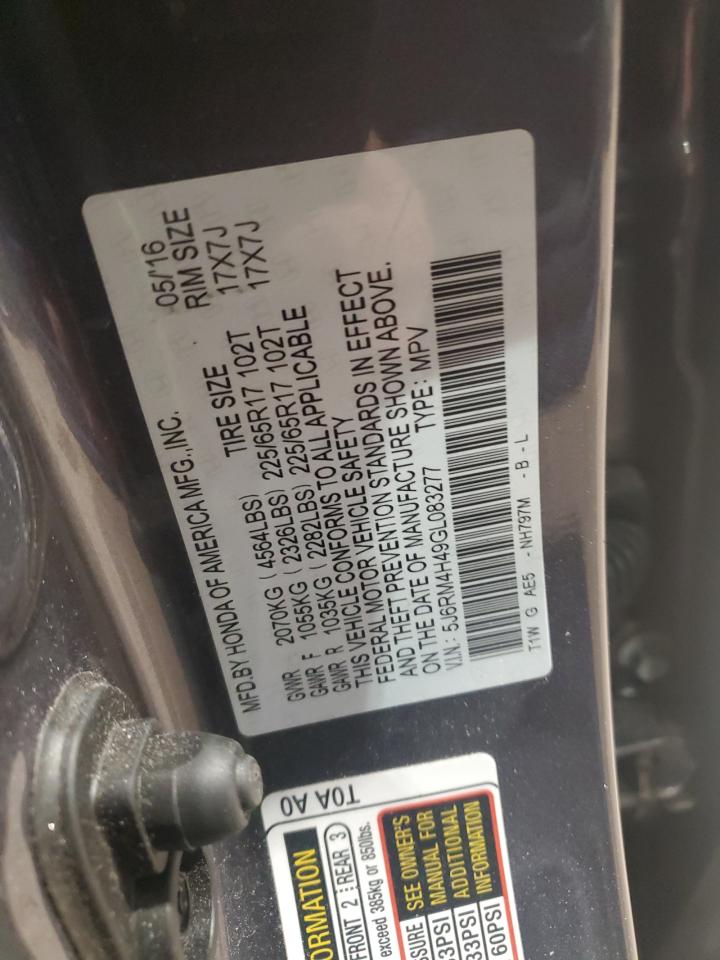 MFD.BY HONDA OF AMERICA MFG.,INC. 05/'16
TIRE SIZE RIM SIZE
GVWR 2070KG (4564LBS)
GAWR F 1055KG (2326LBS) 225/65R17 102T 17X7J
GAWR R 1035KG (2282LBS) 225/65R17 102T 17X7J
THIS VEHICLE CONFORMS TO ALL APPLICABLE
FEDERAL MOTOR VEHICLE SAFETY
AND THEFT PREVENTION STANDARDS IN EFFECT
ON THE DATE OF MANUFACTURE SHOWN ABOVE.
V.I.N.: 5J6RM4H49GL083277 TYPE: MPV
T1W G AE5 - NH797M - B - L
T0A A0
ORMATION
FRONT 2 REAR 3
exceed 385kg or 850lbs.
SSURE SEE OWNER'S
3PSI MANUAL FOR
33PSI ADDITIONAL
60PSI INFORMATION